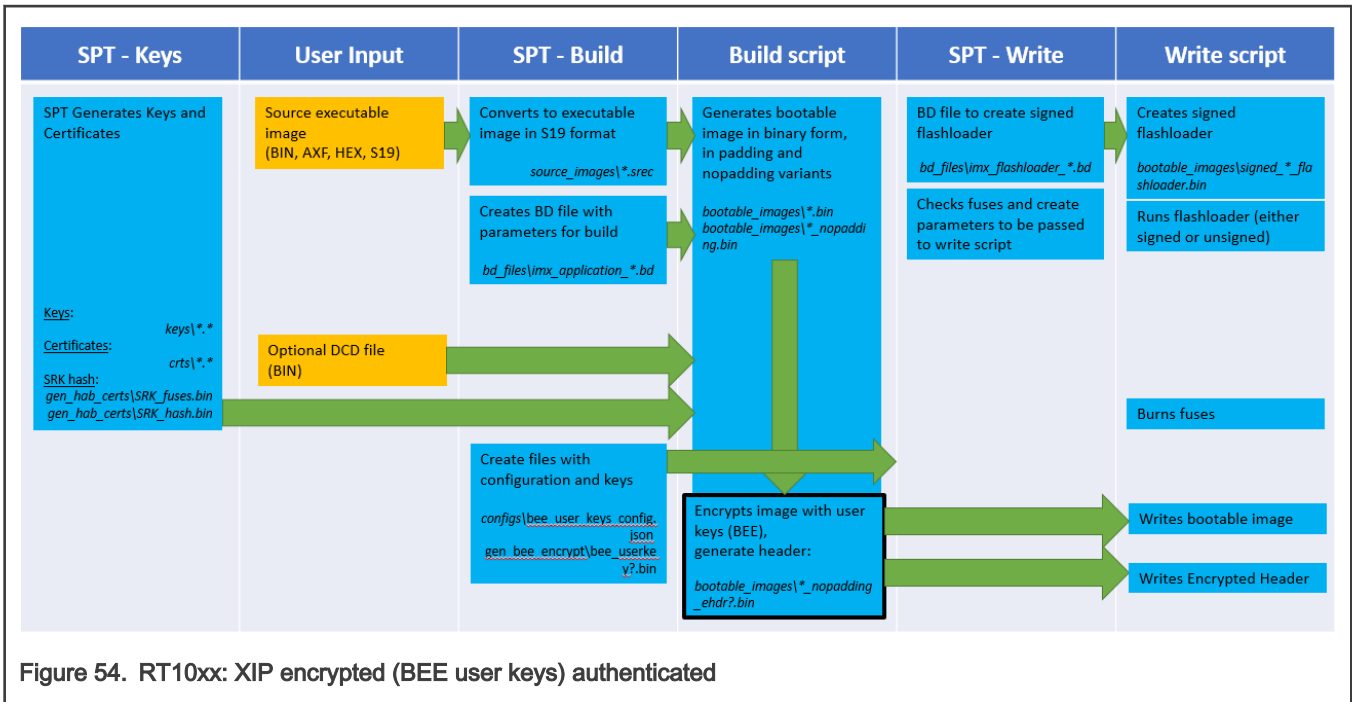 SPT - Keys
User Input
SPT - Build
Build script
SPT - Write
Write script
SPT Generates Keys and
Certificates
Keys:
keys\*.*
Certificates:
crts\*.*
SRK hash:
gen_hab_certs\SRK_fuses.bin
gen_hab_certs\SRK_hash.bin
Source executable
image
(BIN, AXF, HEX, S19)
Optional DCD file
(BIN)
Converts to executable
image in S19 format
source_images\*.srec
Creates BD file with
parameters for build
bd_files\imx_application_*.bd
Create files with
configuration and keys
configs\bee_user_keys_config.
json
gen_bee_encrypt\bee_userke
y?.bin
Generates bootable
image in binary form,
in padding and
nopadding variants
bootable_images\*.bin
bootable_images\*_nopaddi
ng.bin
Encrypts image with user
keys (BEE),
generate header:
bootable_images\*_nopadding
_ehdr?.bin
BD file to create signed
flashloader
bd_files\imx_flashloader_*.bd
Checks fuses and create
parameters to be passed
to write script
Creates signed
flashloader
bootable_images\signed_*_fla
shloader.bin
Runs flashloader (either
signed or unsigned)
Burns fuses
Writes bootable image
Writes Encrypted Header
Figure 54. RT10xx: XIP encrypted (BEE user keys) authenticated